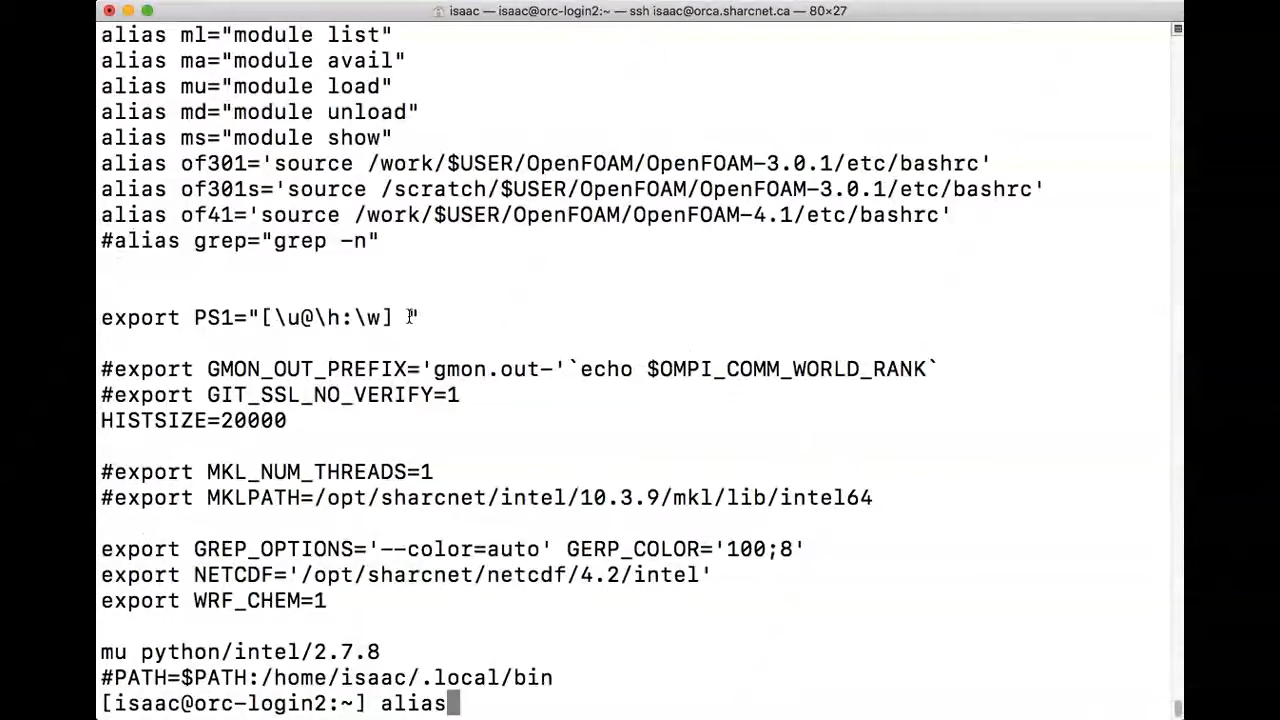 isaac — isaac@orc-login2:~ — ssh isaac@orca.sharcnet.ca — 80×27
alias ml="module list"
alias ma="module avail"
alias mu="module load"
alias md="module unload"
alias ms="module show"
alias of301='source /work/$USER/OpenFOAM/OpenFOAM-3.0.1/etc/bashrc'
alias of301s='source /scratch/$USER/OpenFOAM/OpenFOAM-3.0.1/etc/bashrc'
alias of41='source /work/$USER/OpenFOAM/OpenFOAM-4.1/etc/bashrc'
#alias grep="grep -n"
export PS1="[\u@\h:\w] "
#export GMON_OUT_PREFIX='gmon.out-'`echo $OMPI_COMM_WORLD_RANK`
#export GIT_SSL_NO_VERIFY=1
HISTSIZE=20000
#export MKL_NUM_THREADS=1
#export MKLPATH=/opt/sharcnet/intel/10.3.9/mkl/lib/intel64
export GREP_OPTIONS='--color=auto' GERP_COLOR='100;8'
export NETCDF='/opt/sharcnet/netcdf/4.2/intel'
export WRF_CHEM=1
mu python/intel/2.7.8
#PATH=$PATH:/home/isaac/.local/bin
[isaac@orc-login2:~] alias